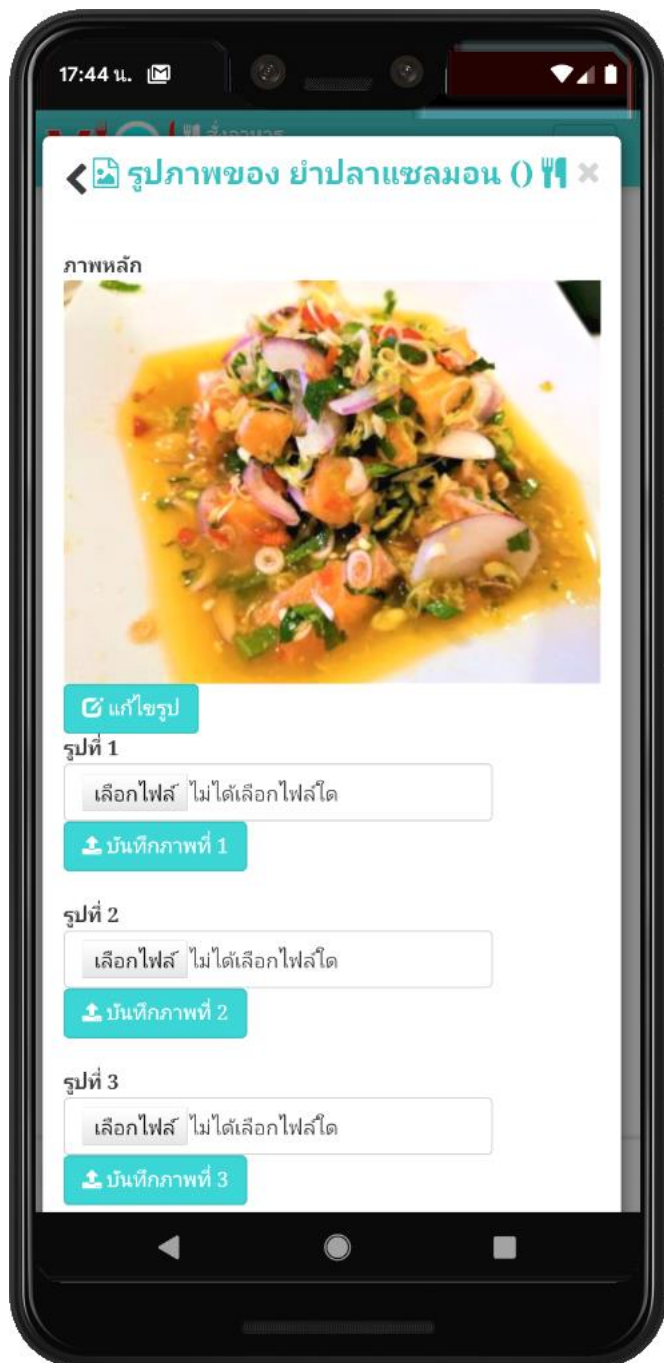 17:44 น.
สั่งอาหาร
รูปภาพของ ยำปลาแซลมอน ()
ภาพหลัก
แก้ไขรูป
รูปที่ 1
เลือกไฟล์ ไม่ได้เลือกไฟล์ใด
บันทึกภาพที่ 1
รูปที่ 2
เลือกไฟล์ ไม่ได้เลือกไฟล์ใด
บันทึกภาพที่ 2
รูปที่ 3
เลือกไฟล์ ไม่ได้เลือกไฟล์ใด
บันทึกภาพที่ 3